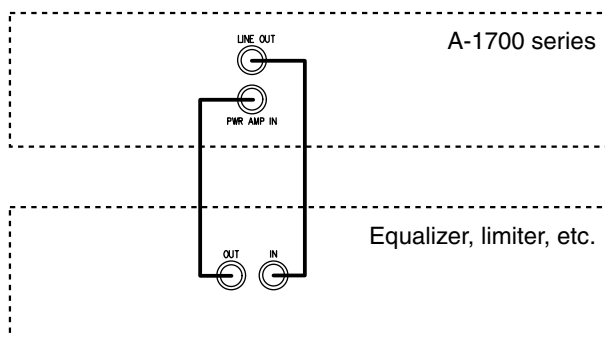 LINE OUT
A-1700 series
PWR AMP IN
Equalizer, limiter, etc.
OUT
IN